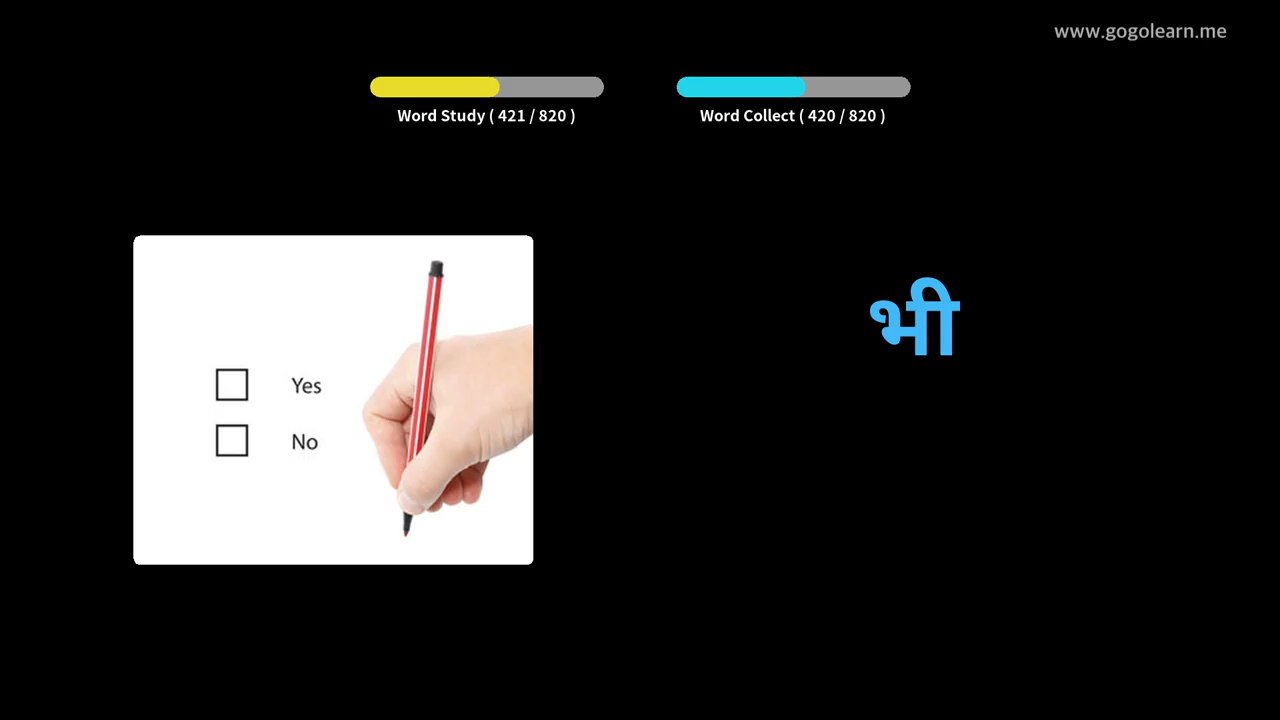 www.gogolearn.me
Word Study ( 421 / 820 )
Word Collect ( 420 / 820 )
भी
Yes
No